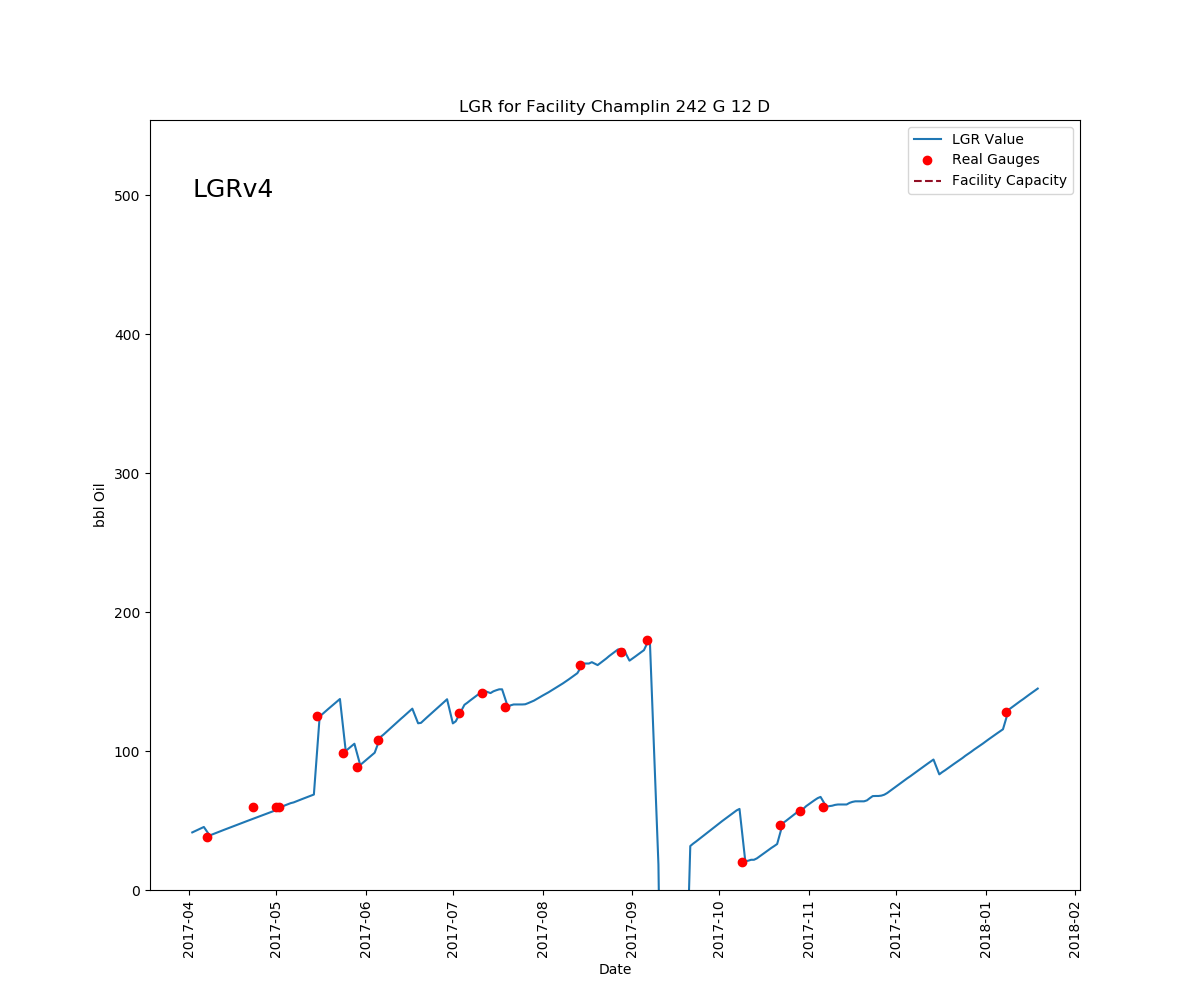 LGR for Facility Champlin 242 G 12 D
LGR Value
Real Gauges
Facility Capacity
LGRv4
500
400
300
200
100
0
bbl Oil
2017-04
2017-05
2017-06
2017-07
2017-08
2017-09
2017-10
2017-11
2017-12
2018-01
2018-02
Date